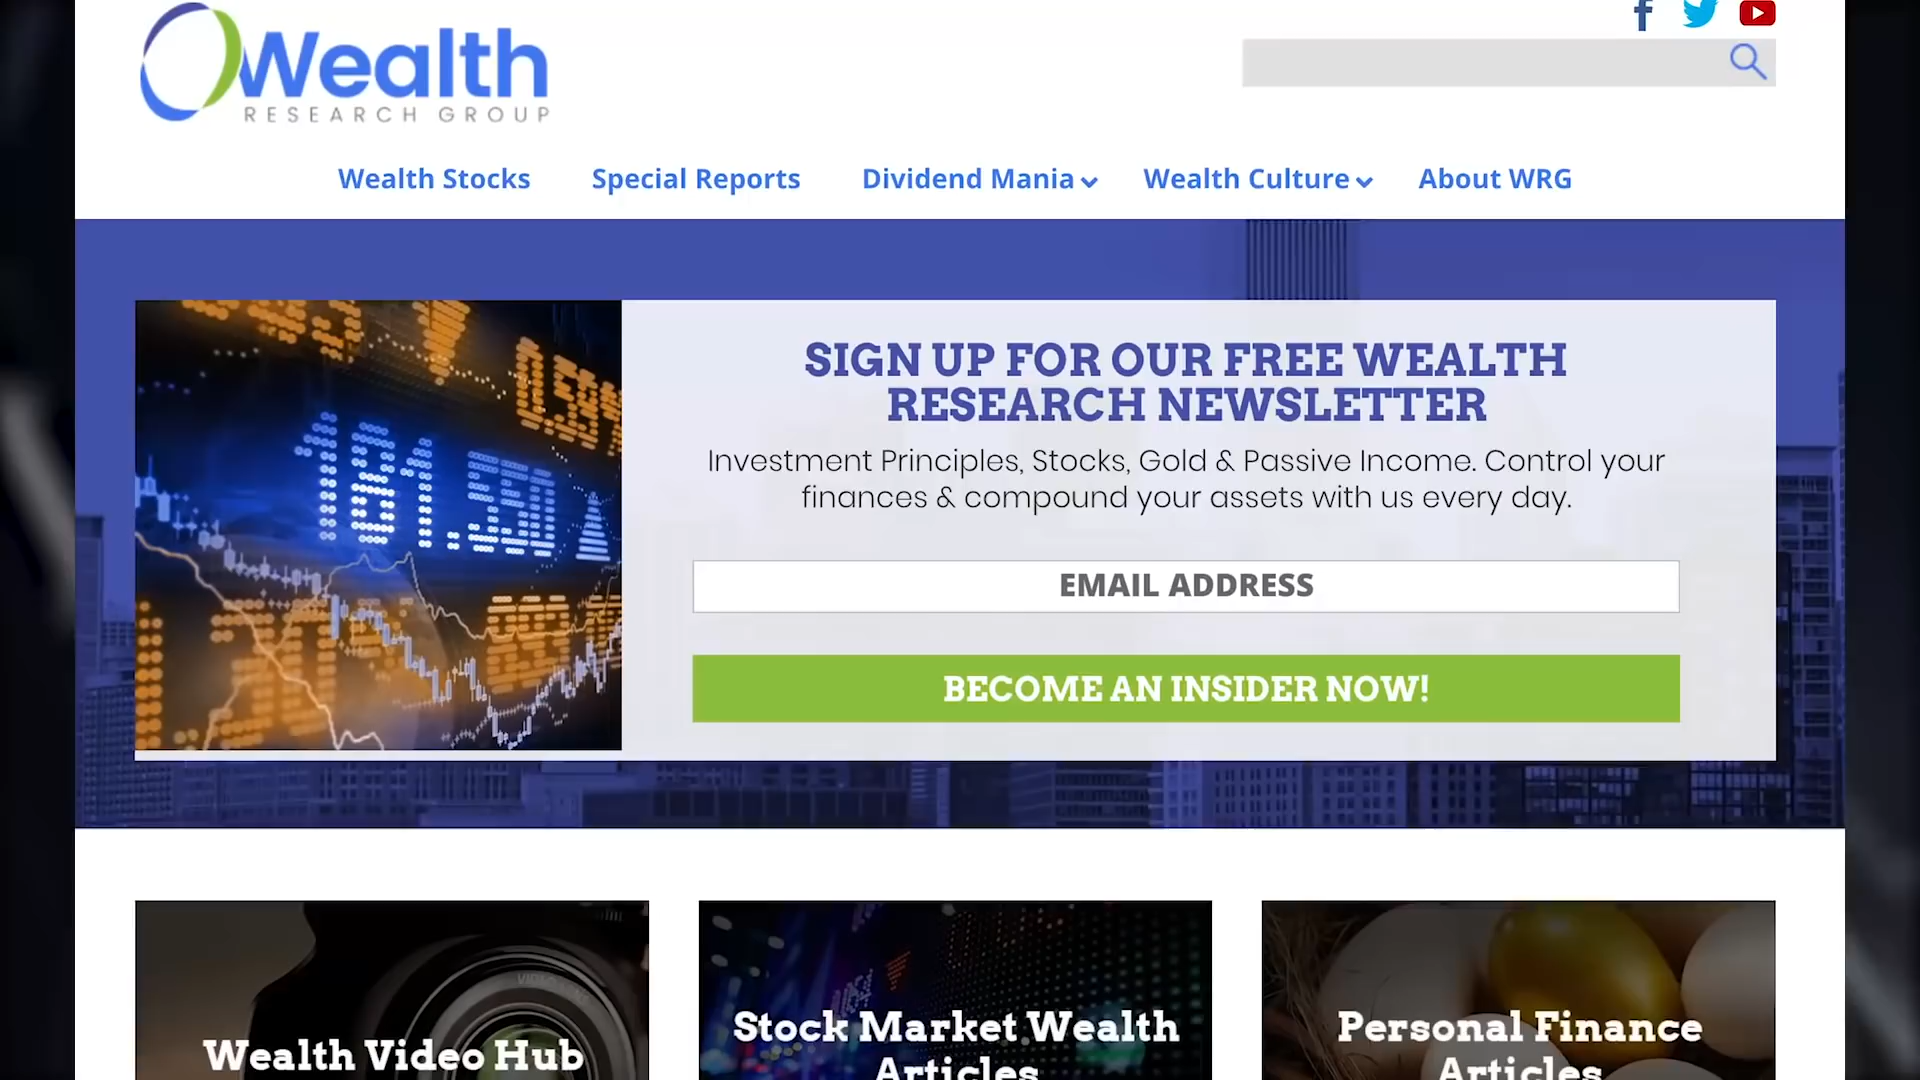 Wealth
RESEARCH GROUP
Wealth Stocks
Special Reports
Dividend Mania
Wealth Culture
About WRG
SIGN UP FOR OUR FREE WEALTH
RESEARCH NEWSLETTER
Investment Principles, Stocks, Gold & Passive Income. Control your
finances & compound your assets with us every day.
EMAIL ADDRESS
BECOME AN INSIDER NOW!
161.550
Wealth Video Hub
Stock Market Wealth
Articles
Personal Finance
Articles